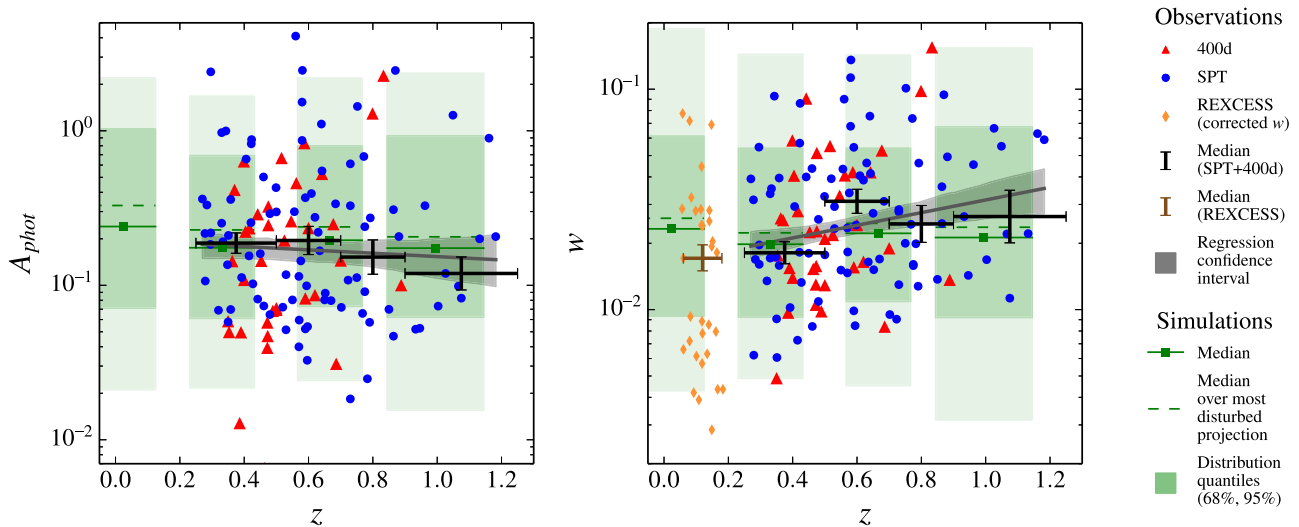 10^0
10^-1
10^-2
A_phot
0.0 0.2 0.4 0.6 0.8 1.0 1.2
z
10^-1
10^-2
w
0.0 0.2 0.4 0.6 0.8 1.0 1.2
z
Observations
400d
SPT
REXCESS
(corrected w)
Median
(SPT+400d)
Median
(REXCESS)
Regression
confidence
interval
Simulations
Median
Median
over most
disturbed
projection
Distribution
quantiles
(68%, 95%)